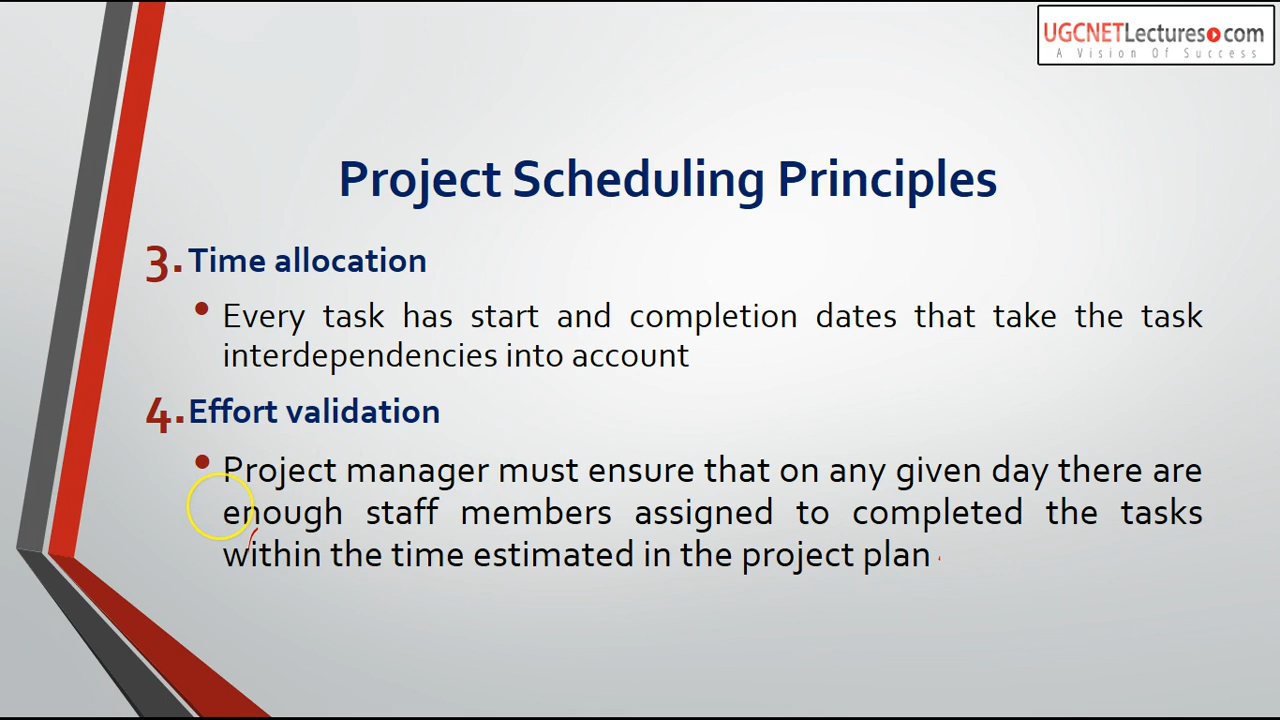 UGCNETLectures.com
A Vision Of Success
Project Scheduling Principles
3. Time allocation
• Every task has start and completion dates that take the task
interdependencies into account
4. Effort validation
• Project manager must ensure that on any given day there are
enough staff members assigned to completed the tasks
within the time estimated in the project plan